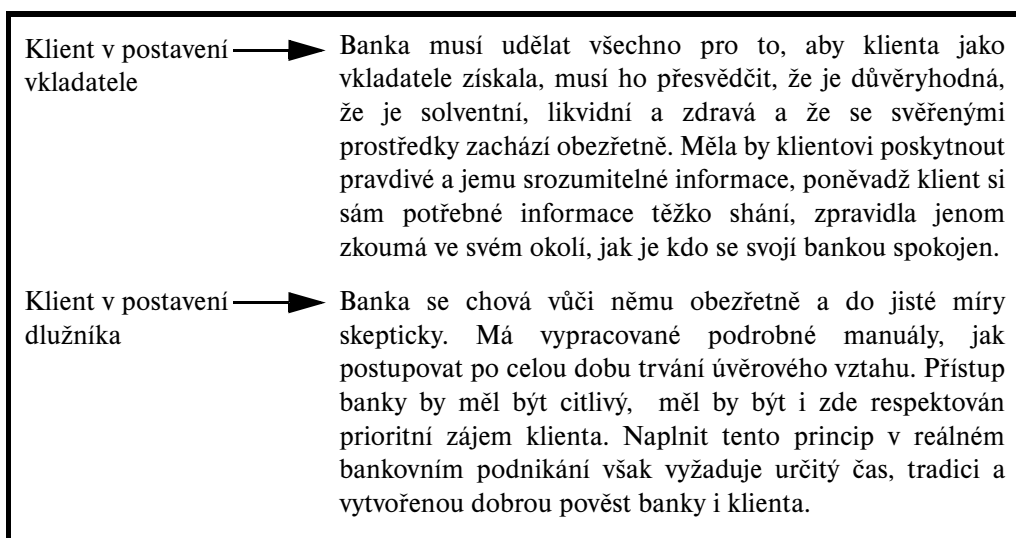 Klient v postavení
vkladatele
Banka musí udělat všechno pro to, aby klienta jako
vkladatele získala, musí ho přesvědčit, že je důvěryhodná,
že je solventní, likvidní a zdravá a že se svěřenými
prostředky zachází obezřetně. Měla by klientovi poskytnout
pravdivé a jemu srozumitelné informace, poněvadž klient si
sám potřebné informace těžko shání, zpravidla jenom
zkoumá ve svém okolí, jak je kdo se svojí bankou spokojen.
Klient v postavení
dlužníka
Banka se chová vůči němu obezřetně a do jisté míry
skepticky. Má vypracované podrobné manuály, jak
postupovat po celou dobu trvání úvěrového vztahu. Přístup
banky by měl být citlivý, měl by být i zde respektován
prioritní zájem klienta. Naplnit tento princip v reálném
bankovním podnikání však vyžaduje určitý čas, tradici a
vytvořenou dobrou pověst banky i klienta.